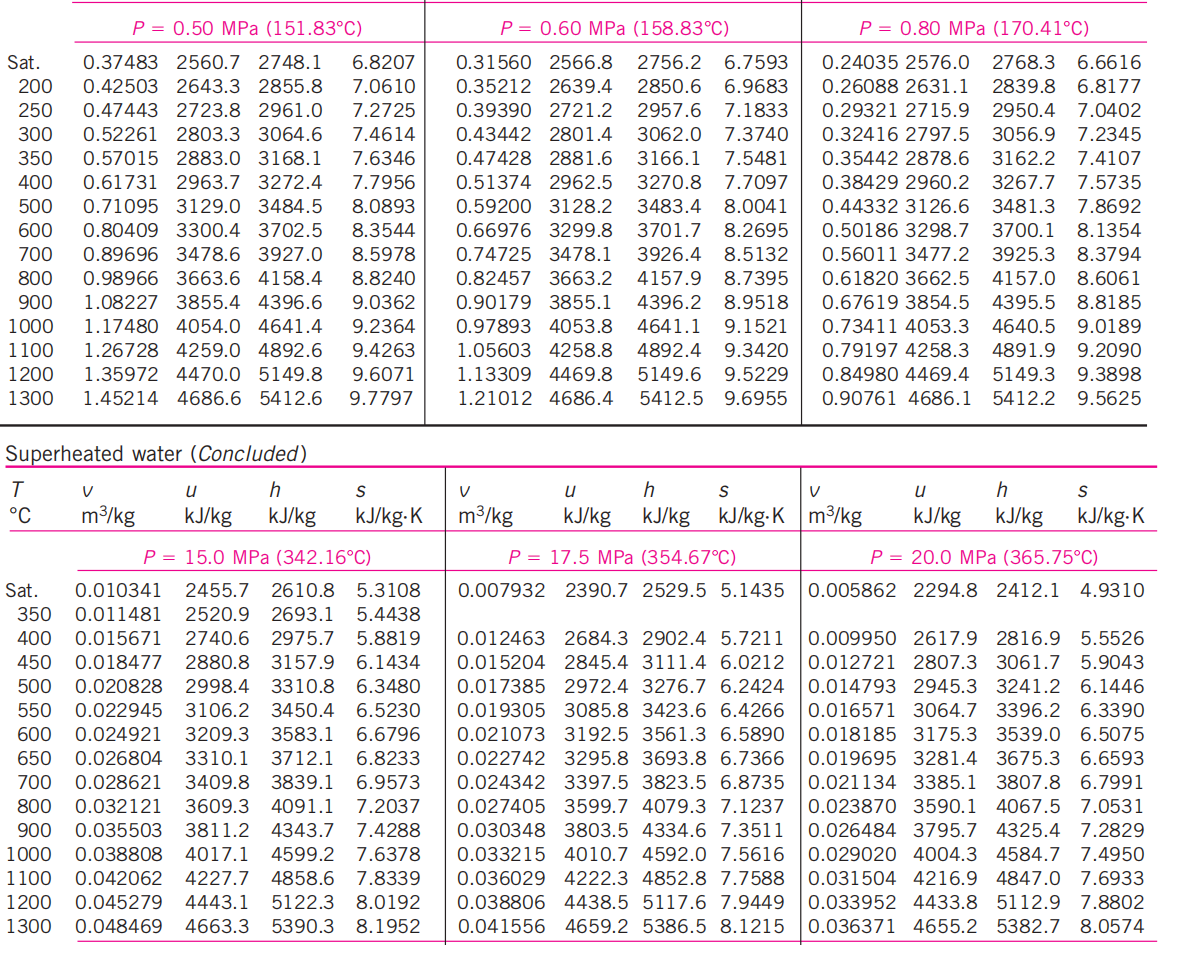 P = 0.50 MPa (151.83°C) P = 0.60 MPa (158.83°C) P = 0.80 MPa (170.41°C)
Sat. 0.37483 2560.7 2748.1 6.8207 0.31560 2566.8 2756.2 6.7593 0.24035 2576.0 2768.3 6.6616
200 0.42503 2643.3 2855.8 7.0610 0.35212 2639.4 2850.6 6.9683 0.26088 2631.1 2839.8 6.8177
250 0.47443 2723.8 2961.0 7.2725 0.39390 2721.2 2957.6 7.1833 0.29321 2715.9 2950.4 7.0402
300 0.52261 2803.3 3064.6 7.4614 0.43442 2801.4 3062.0 7.3740 0.32416 2797.5 3056.9 7.2345
350 0.57015 2883.0 3168.1 7.6346 0.47428 2881.6 3166.1 7.5481 0.35442 2878.6 3162.2 7.4107
400 0.61731 2963.7 3272.4 7.7956 0.51374 2962.5 3270.8 7.7097 0.38429 2960.2 3267.7 7.5735
500 0.71095 3129.0 3484.5 8.0893 0.59200 3128.2 3483.4 8.0041 0.44332 3126.6 3481.3 7.8692
600 0.80409 3300.4 3702.5 8.3544 0.66976 3299.8 3701.7 8.2695 0.50186 3298.7 3700.1 8.1354
700 0.89696 3478.6 3927.0 8.5978 0.74725 3478.1 3926.4 8.5132 0.56011 3477.2 3925.3 8.3794
800 0.98966 3663.6 4158.4 8.8240 0.82457 3663.2 4157.9 8.7395 0.61820 3662.5 4157.0 8.6061
900 1.08227 3855.4 4396.6 9.0362 0.90179 3855.1 4396.2 8.9518 0.67619 3854.5 4395.5 8.8185
1000 1.17480 4054.0 4641.4 9.2364 0.97893 4053.8 4641.1 9.1521 0.73411 4053.3 4640.5 9.0189
1100 1.26728 4259.0 4892.6 9.4263 1.05603 4258.8 4892.4 9.3420 0.79197 4258.3 4891.9 9.2090
1200 1.35972 4470.0 5149.8 9.6071 1.13309 4469.8 5149.6 9.5229 0.84980 4469.4 5149.3 9.3898
1300 1.45214 4686.6 5412.6 9.7797 1.21012 4686.4 5412.5 9.6955 0.90761 4686.1 5412.2 9.5625
Superheated water (Concluded)
T v u h s v u h s v u h s
°C m³/kg kJ/kg kJ/kg kJ/kg·K m³/kg kJ/kg kJ/kg kJ/kg·K m³/kg kJ/kg kJ/kg kJ/kg·K
P = 15.0 MPa (342.16°C) P = 17.5 MPa (354.67°C) P = 20.0 MPa (365.75°C)
Sat. 0.010341 2455.7 2610.8 5.3108 0.007932 2390.7 2529.5 5.1435 0.005862 2294.8 2412.1 4.9310
350 0.011481 2520.9 2693.1 5.4438
400 0.015671 2740.6 2975.7 5.8819 0.012463 2684.3 2902.4 5.7211 0.009950 2617.9 2816.9 5.5526
450 0.018477 2880.8 3157.9 6.1434 0.015204 2845.4 3111.4 6.0212 0.012721 2807.3 3061.7 5.9043
500 0.020828 2998.4 3310.8 6.3480 0.017385 2972.4 3276.7 6.2424 0.014793 2945.3 3241.2 6.1446
550 0.022945 3106.2 3450.4 6.5230 0.019305 3085.8 3423.6 6.4266 0.016571 3064.7 3396.2 6.3390
600 0.024921 3209.3 3583.1 6.6796 0.021073 3192.5 3561.3 6.5890 0.018185 3175.3 3539.0 6.5075
650 0.026804 3310.1 3712.1 6.8233 0.022742 3295.8 3693.8 6.7366 0.019695 3281.4 3675.3 6.6593
700 0.028621 3409.8 3839.1 6.9573 0.024342 3397.5 3823.5 6.8735 0.021134 3385.1 3807.8 6.7991
800 0.032121 3609.3 4091.1 7.2037 0.027405 3599.7 4079.3 7.1237 0.023870 3590.1 4067.5 7.0531
900 0.035503 3811.2 4343.7 7.4288 0.030348 3803.5 4334.6 7.3511 0.026484 3795.7 4325.4 7.2829
1000 0.038808 4017.1 4599.2 7.6378 0.033215 4010.7 4592.0 7.5616 0.029020 4004.3 4584.7 7.4950
1100 0.042062 4227.7 4858.6 7.8339 0.036029 4222.3 4852.8 7.7588 0.031504 4216.9 4847.0 7.6933
1200 0.045279 4443.1 5122.3 8.0192 0.038806 4438.5 5117.6 7.9449 0.033952 4433.8 5112.9 7.8802
1300 0.048469 4663.3 5390.3 8.1952 0.041556 4659.2 5386.5 8.1215 0.036371 4655.2 5382.7 8.0574